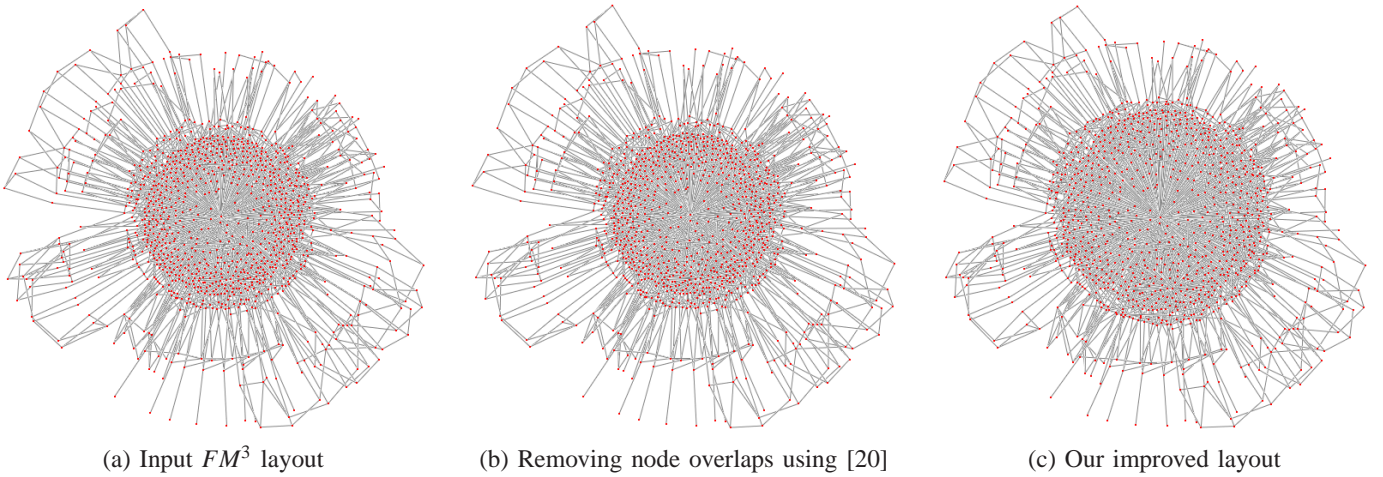 (a) Input FM³ layout
(b) Removing node overlaps using [20]
(c) Our improved layout